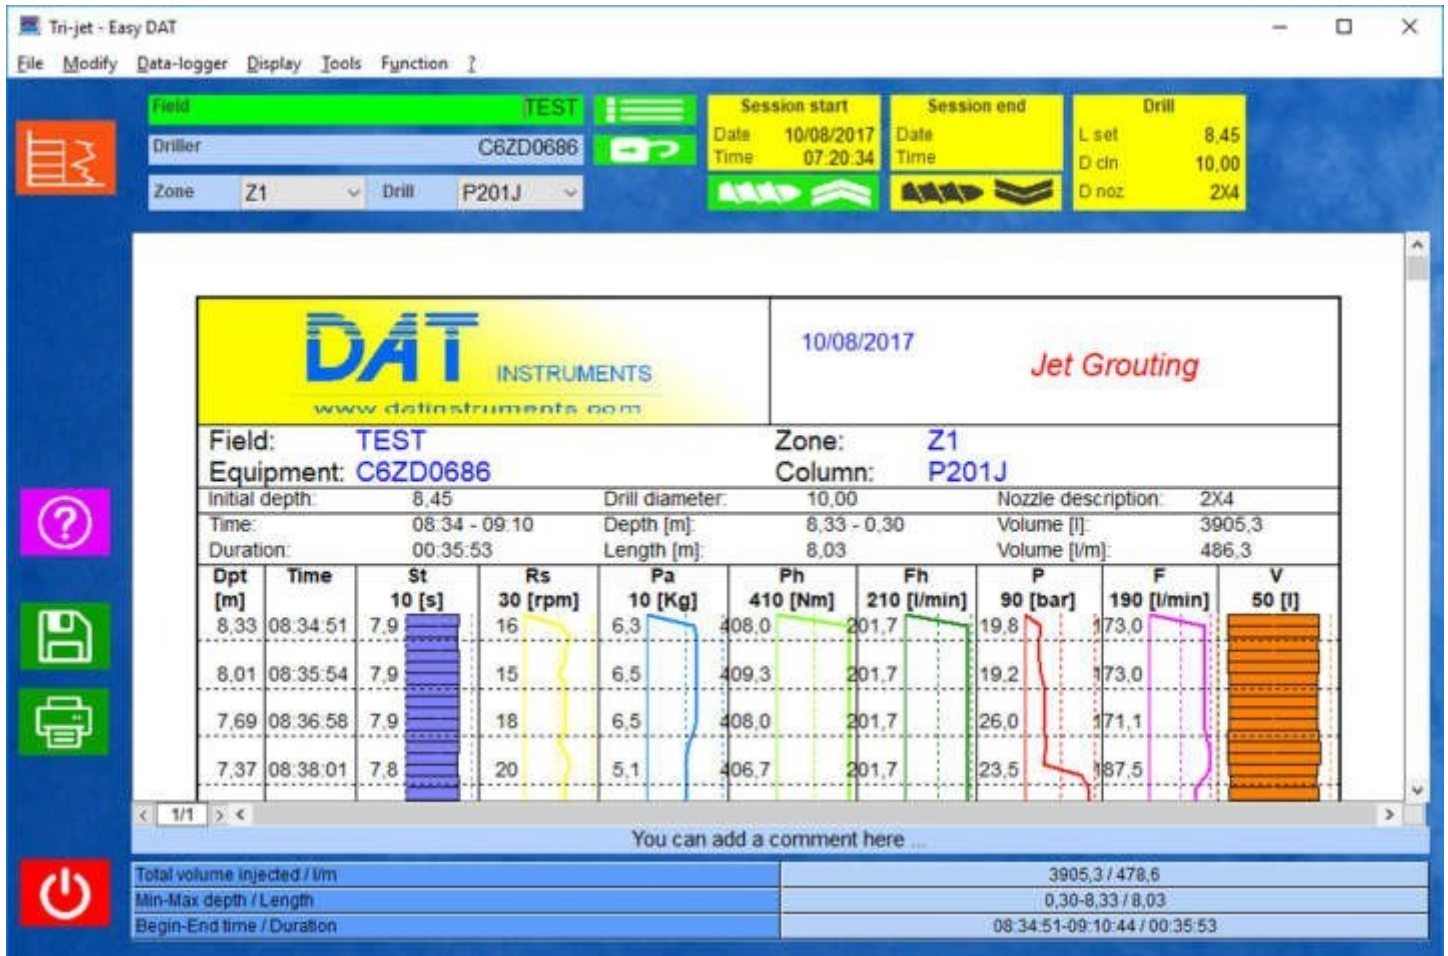 Tri-jet - Easy DAT
File Modify Data-logger Display Tools Function ?
Field TEST
Driller C6ZD0686
Zone Z1 Drill P201J
Session start
Date 10/08/2017
Time 07:20:34
Session end
Date
Time
Drill
L set 8,45
D cln 10,00
D noz 2X4
DAT INSTRUMENTS
www.datinstruments.com
10/08/2017
Jet Grouting
Field: TEST Zone: Z1
Equipment: C6ZD0686 Column: P201J
Initial depth: 8,45 Drill diameter: 10,00 Nozzle description: 2X4
Time: 08:34 - 09:10 Depth [m]: 8,33 - 0,30 Volume [l]: 3905,3
Duration: 00:35:53 Length [m]: 8,03 Volume [l/m]: 486,3
Dpt Time St Rs Pa Ph Fh P F V
[m] 10 [s] 30 [rpm] 10 [Kg] 410 [Nm] 210 [l/min] 90 [bar] 190 [l/min] 50 [l]
8,33 08:34:51 7,9 16 6,3 408,0 201,7 19,8 173,0
8,01 08:35:54 7,9 15 6,5 409,3 201,7 19,2 173,0
7,69 08:36:58 7,9 18 6,5 408,0 201,7 26,0 171,1
7,37 08:38:01 7,8 20 5,1 406,7 201,7 23,5 187,5
1/1
You can add a comment here ...
Total volume injected / l/m 3905,3 / 478,6
Min-Max depth / Length 0,30-8,33 / 8,03
Begin-End time / Duration 08:34:51-09:10:44 / 00:35:53